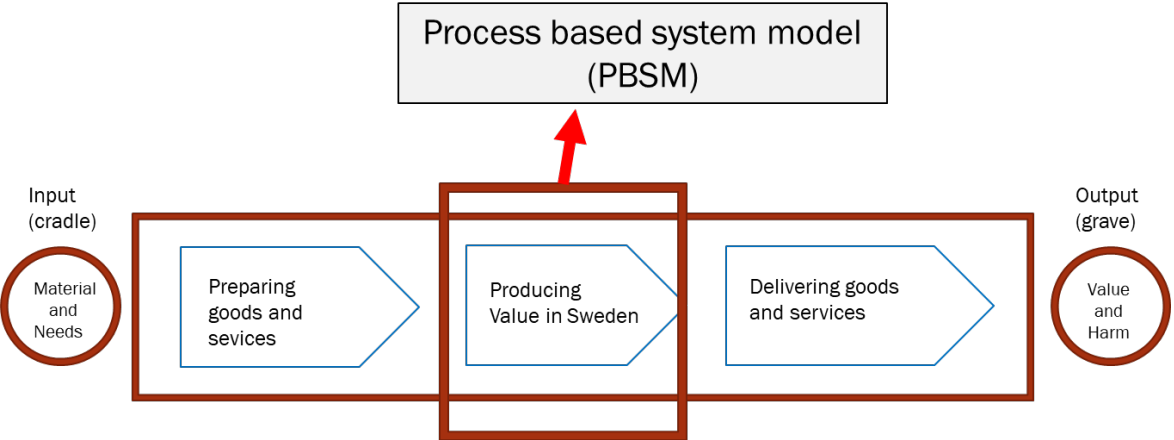 Process based system model
(PBSM)
Input
(cradle)
Output
(grave)
Material
and
Needs
Preparing
goods and
sevices
Producing
Value in Sweden
Delivering goods
and services
Value
and
Harm